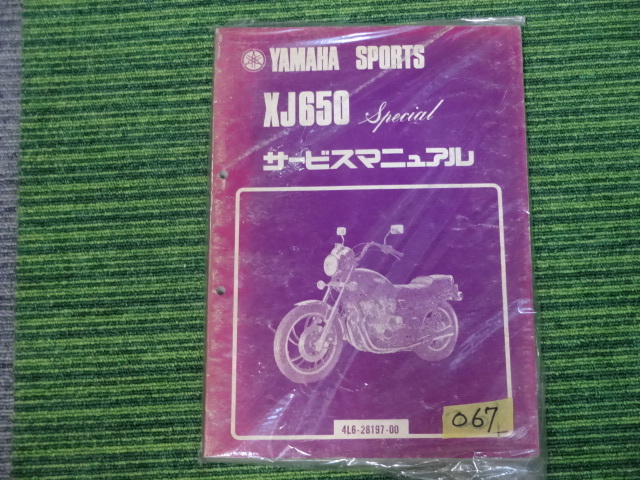 YAMAHA SPORTS
XJ650 Special
サービスマニュアル
4L6-28197-00
067